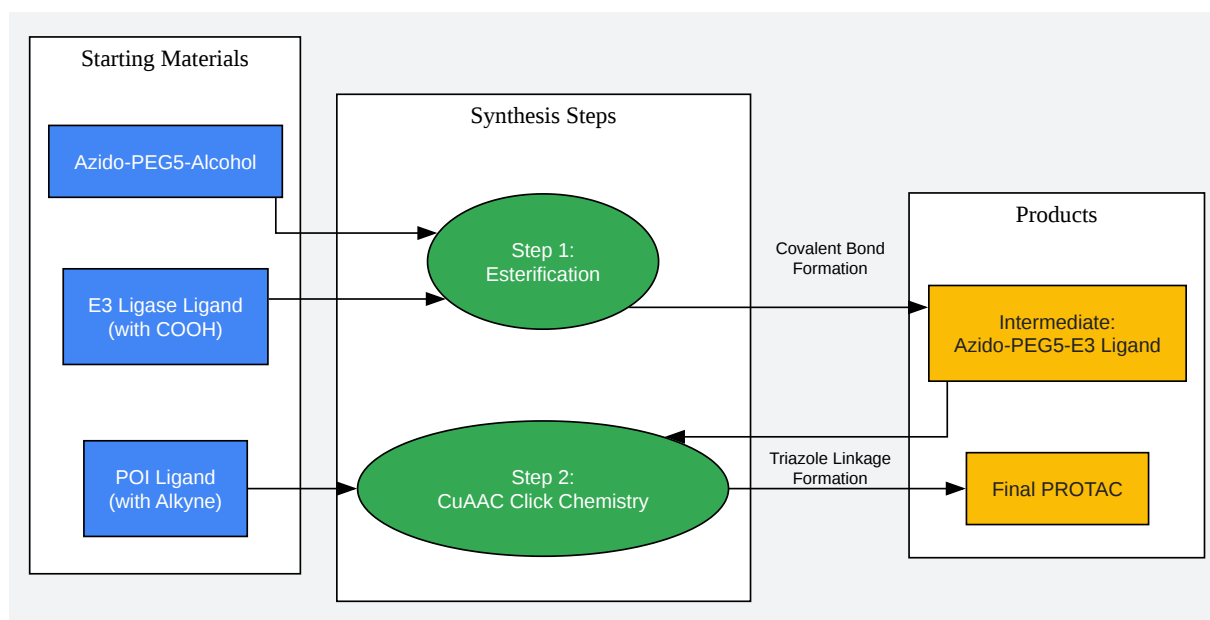 Starting Materials
Azido-PEG5-Alcohol
E3 Ligase Ligand
(with COOH)
POI Ligand
(with Alkyne)
Synthesis Steps
Step 1:
Esterification
Step 2:
CuAAC Click Chemistry
Covalent Bond
Formation
Triazole Linkage
Formation
Products
Intermediate:
Azido-PEG5-E3 Ligand
Final PROTAC